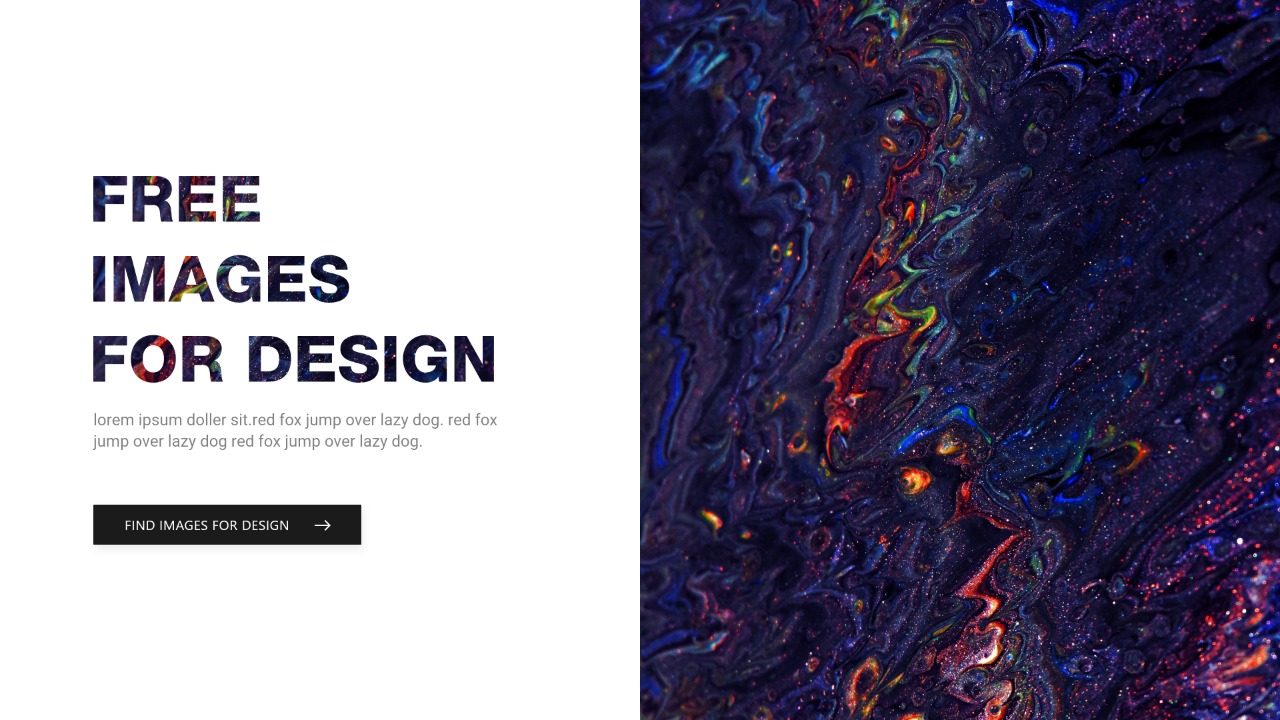 FREE
IMAGES
FOR DESIGN
lorem ipsum doller sit.red fox jump over lazy dog. red fox
jump over lazy dog red fox jump over lazy dog.
FIND IMAGES FOR DESIGN